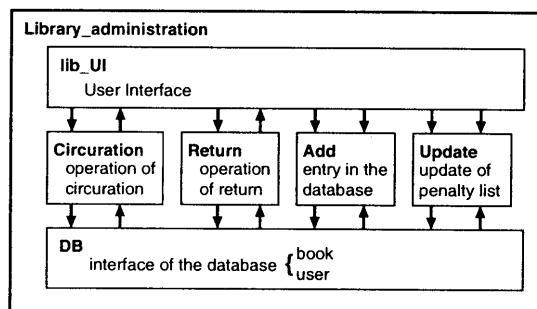 Library_administration
lib_UI
User Interface
Circuration
operation of
circuration
Return
operation
of return
Add
entry in the
database
Update
update of
penalty list
DB
interface of the database { book
user